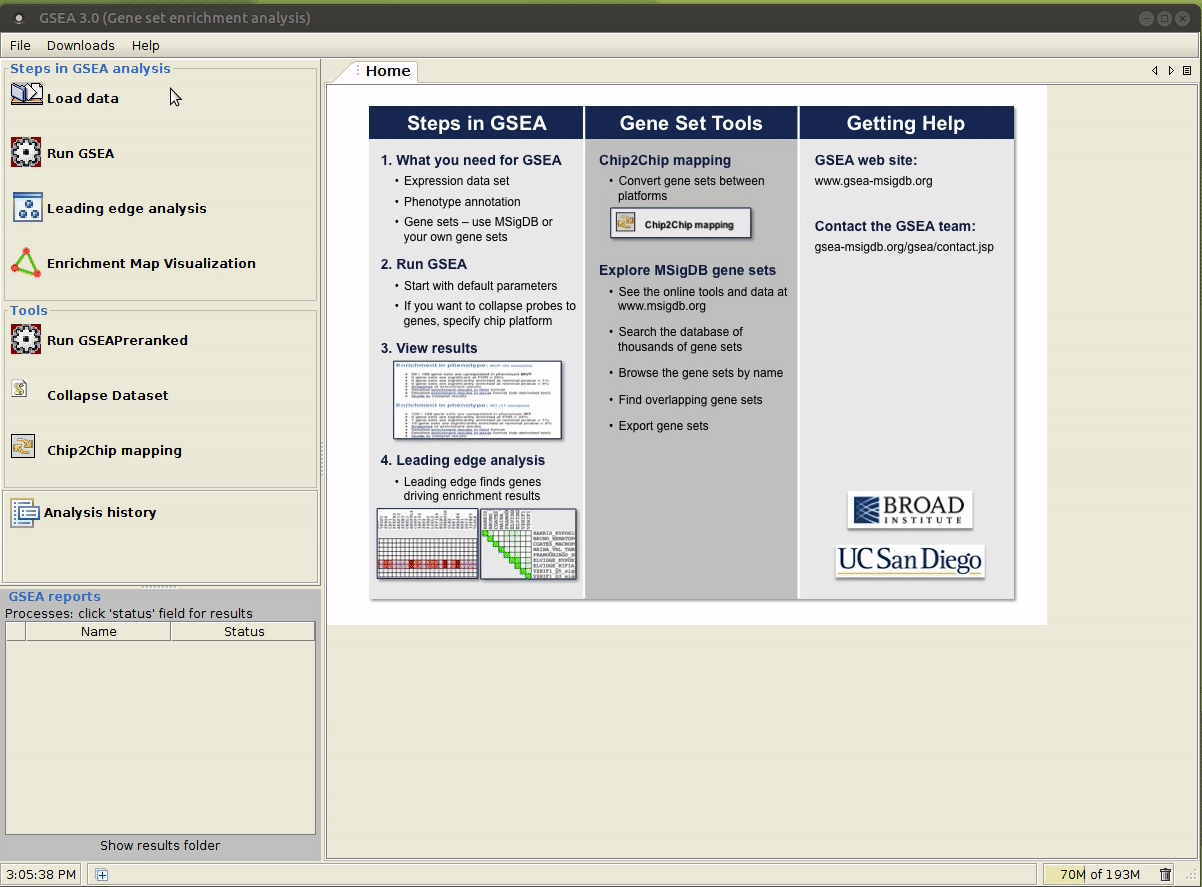 GSEA 3.0 (Gene set enrichment analysis)
File Downloads Help
Steps in GSEA analysis
Load data
Run GSEA
Leading edge analysis
Enrichment Map Visualization
Tools
Run GSEAPreranked
Collapse Dataset
Chip2Chip mapping
Analysis history
GSEA reports
Processes: click 'status' field for results
Name Status
Show results folder
3:05:38 PM
Home
Steps in GSEA
1. What you need for GSEA
• Expression data set
• Phenotype annotation
• Gene sets – use MSigDB or
your own gene sets
2. Run GSEA
• Start with default parameters
• If you want to collapse probes to
genes, specify chip platform
3. View results
Enrichment in phenotype:
Enrichment in phenotype:
4. Leading edge analysis
• Leading edge finds genes
driving enrichment results
Gene Set Tools
Chip2Chip mapping
• Convert gene sets between
platforms
Chip2Chip mapping
Explore MSigDB gene sets
• See the online tools and data at
www.msigdb.org
• Search the database of
thousands of gene sets
• Browse the gene sets by name
• Find overlapping gene sets
• Export gene sets
Getting Help
GSEA web site:
www.gsea-msigdb.org
Contact the GSEA team:
gsea-msigdb.org/gsea/contact.jsp
BROAD
INSTITUTE
UC San Diego
70M of 193M